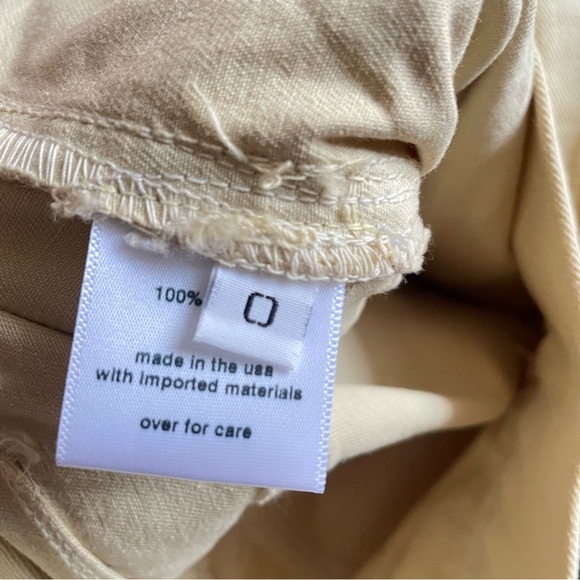 100%
0
made in the usa
with imported materials
over for care